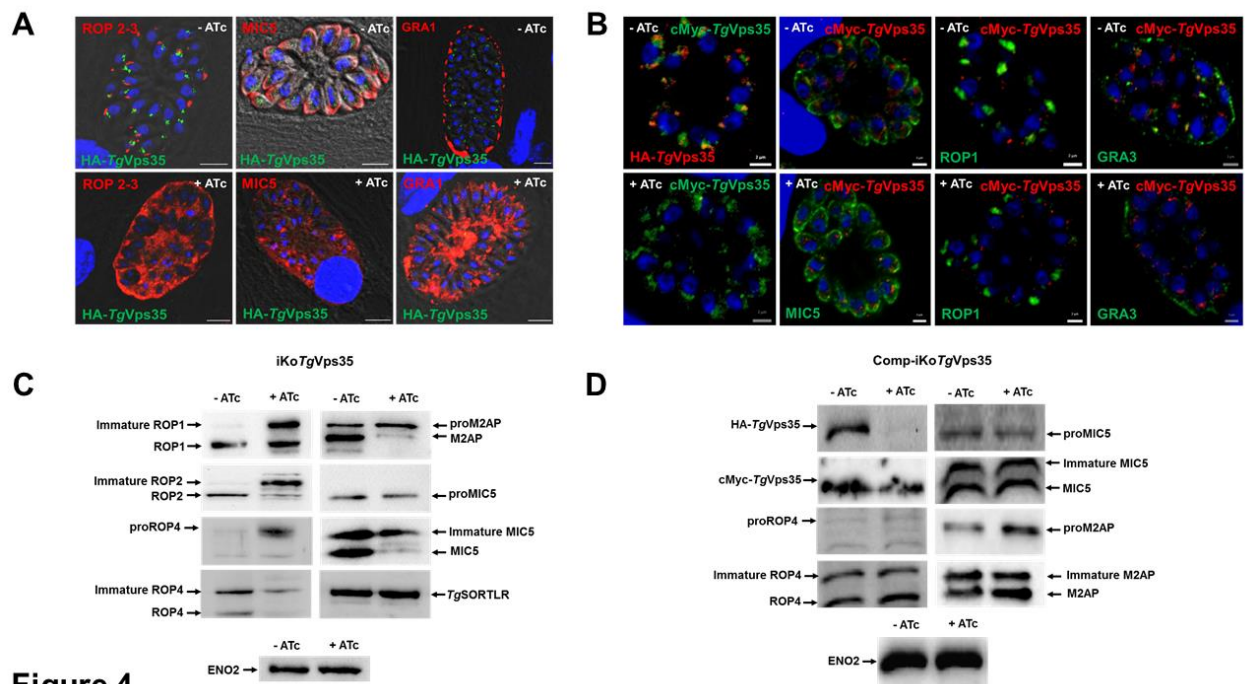 A
ROP 2-3
- ATc
HA-TgVps35
MIC5
- ATc
HA-TgVps35
GRA1
- ATc
HA-TgVps35
ROP 2-3
+ ATc
HA-TgVps35
MIC5
+ ATc
HA-TgVps35
GRA1
+ ATc
HA-TgVps35
B
- ATc
cMyc-TgVps35
HA-TgVps35
- ATc
cMyc-TgVps35
- ATc
cMyc-TgVps35
ROP1
- ATc
cMyc-TgVps35
GRA3
+ ATc
cMyc-TgVps35
+ ATc
cMyc-TgVps35
MIC5
+ ATc
cMyc-TgVps35
ROP1
+ ATc
cMyc-TgVps35
GRA3
C
iKoTgVps35
- ATc + ATc
- ATc + ATc
Immature ROP1
ROP1
proM2AP
M2AP
Immature ROP2
ROP2
proMIC5
proROP4
Immature MIC5
MIC5
Immature ROP4
ROP4
TgSORTLR
- ATc + ATc
ENO2
D
Comp-iKoTgVps35
- ATc + ATc
- ATc + ATc
HA-TgVps35
proMIC5
cMyc-TgVps35
Immature MIC5
MIC5
proROP4
proM2AP
Immature ROP4
ROP4
Immature M2AP
M2AP
- ATc + ATc
ENO2
Figure 4